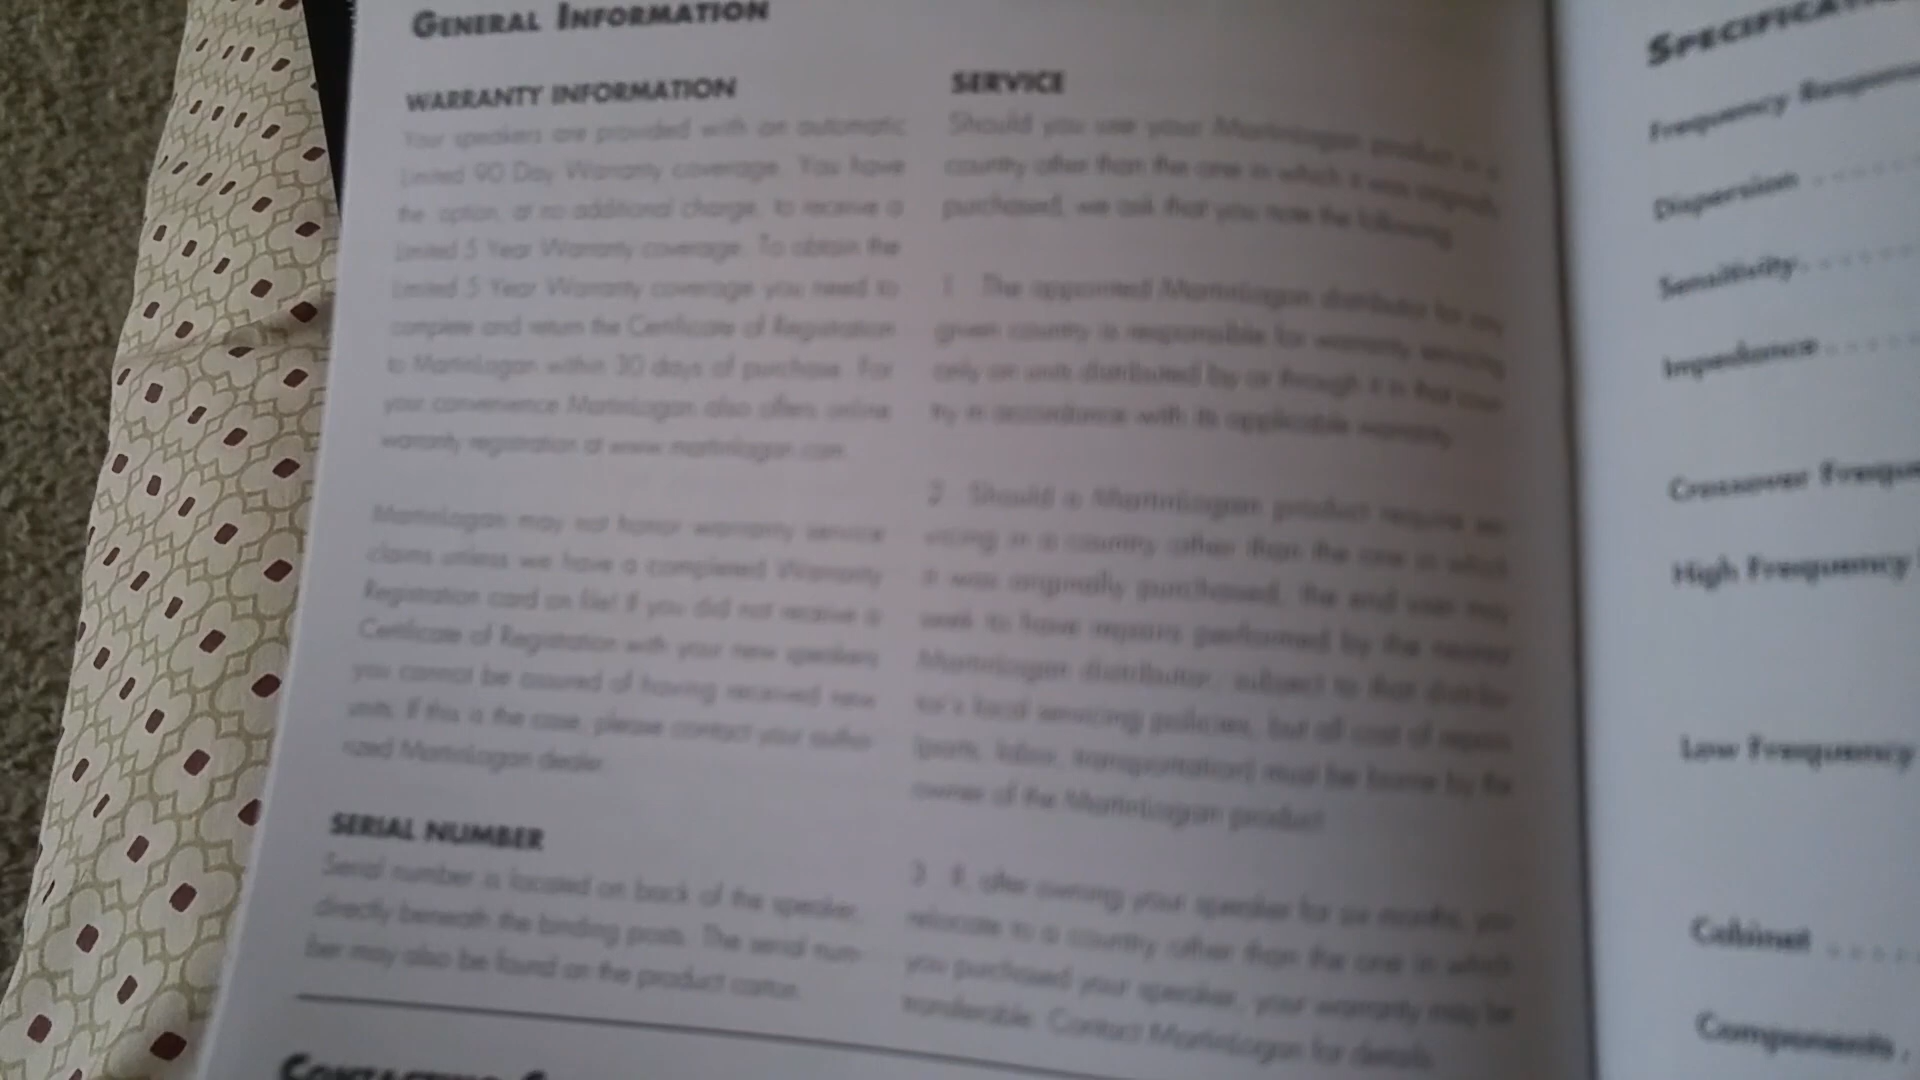 GENERAL INFORMATION
WARRANTY INFORMATION
Your speakers are provided with an automatic
Limited 90 Day Warranty coverage. You have
the option, at no additional charge, to receive a
Limited 5 Year Warranty coverage. To obtain the
Limited 5 Year Warranty coverage you need to
complete and return the Certificate of Registration
to MartinLogan within 30 days of purchase. For
your convenience MartinLogan also offers online
warranty registration at www.martinlogan.com.
MartinLogan may not honor warranty service
claims unless we have a completed Warranty
Registration card on file! If you did not receive a
Certificate of Registration with your new speakers
you cannot be assured of having received new
units. If this is the case, please contact your autho-
rized MartinLogan dealer.
SERIAL NUMBER
Serial number is located on back of the speaker,
directly beneath the binding posts. The serial num-
ber may also be found on the product carton.
SERVICE
Should you use your MartinLogan product in a
country other than the one in which it was originally
purchased, we ask that you note the following:
1 The appointed MartinLogan distributor for any
given country is responsible for warranty servicing
only on units distributed by or through it in that coun-
try in accordance with its applicable warranty.
2 Should a MartinLogan product require ser-
vicing in a country other than the one in which
it was originally purchased, the end user may
seek to have repairs performed by the nearest
MartinLogan distributor, subject to that distribu-
tor's local servicing policies, but all cost of repairs
(parts, labor, transportation) must be borne by the
owner of the MartinLogan product.
3 If, after owning your speaker for six months, you
relocate to a country other than the one in which
you purchased your speaker, your warranty may be
transferable. Contact MartinLogan for details.
CONTACTING
Frequency
Dispersion
Sensitivity
Impedance
Crossover
High Frequency
Low Frequency
Cabinet
Components